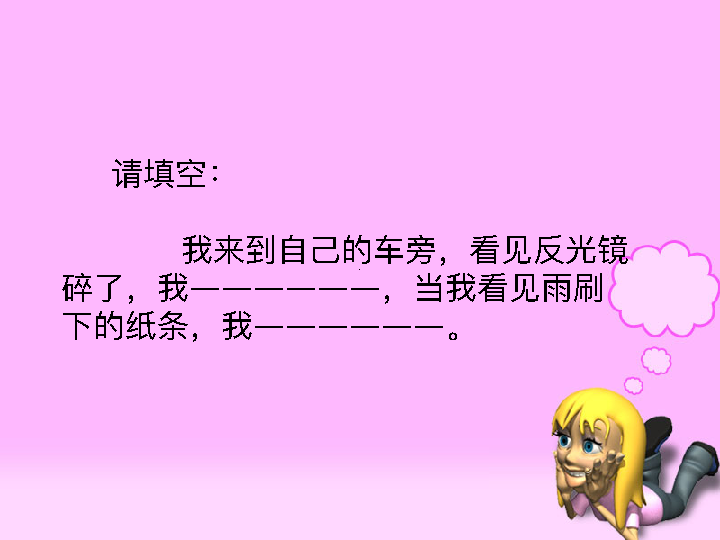 请填空：
我来到自己的车旁，看见反光镜
碎了，我——————，当我看见雨刷
下的纸条，我——————。